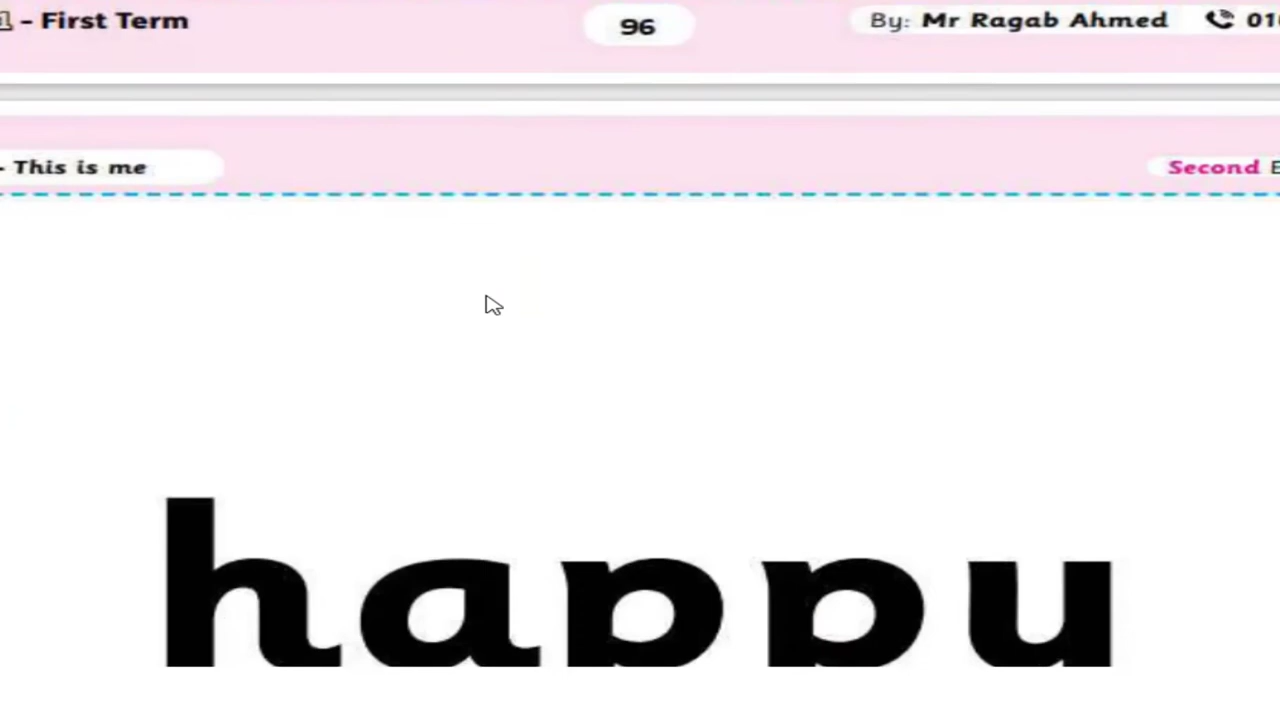 - First Term
96
By: Mr Ragab Ahmed
- This is me
Second
happy